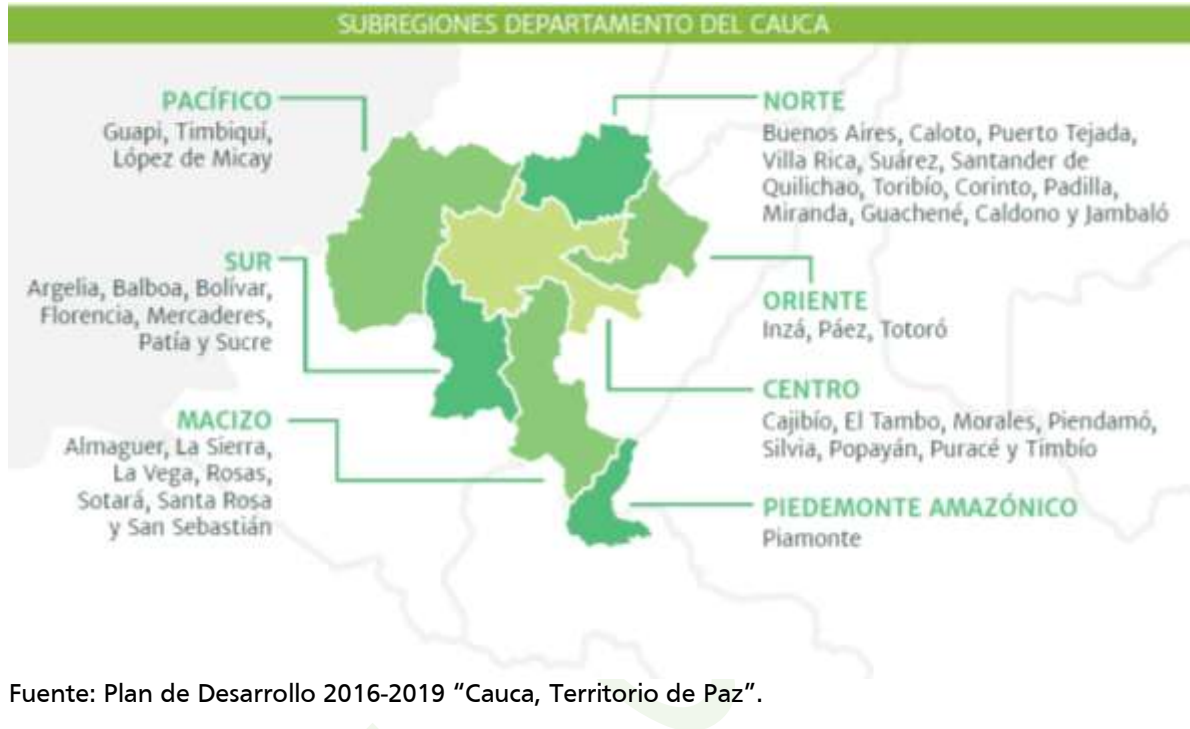 SUBREGIONES DEPARTAMENTO DEL CAUCA
PACÍFICO
Guapi, Timbiquí,
López de Micay
NORTE
Buenos Aires, Caloto, Puerto Tejada,
Villa Rica, Suárez, Santander de
Quilichao, Toribío, Corinto, Padilla,
Miranda, Guachené, Caldono y Jambaló
SUR
Argelia, Balboa, Bolívar,
Florencia, Mercaderes,
Patía y Sucre
ORIENTE
Inzá, Páez, Totoró
MACIZO
Almaguer, La Sierra,
La Vega, Rosas,
Sotará, Santa Rosa
y San Sebastián
CENTRO
Cajibío, El Tambo, Morales, Piendamó,
Silvia, Popayán, Puracé y Timbío
PIEDEMONTE AMAZÓNICO
Piamonte
Fuente: Plan de Desarrollo 2016-2019 “Cauca, Territorio de Paz”.